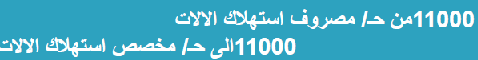 11000من حـ/ مصروف استهلاك الالات
11000الى حـ/ مخصص استهلاك الالات